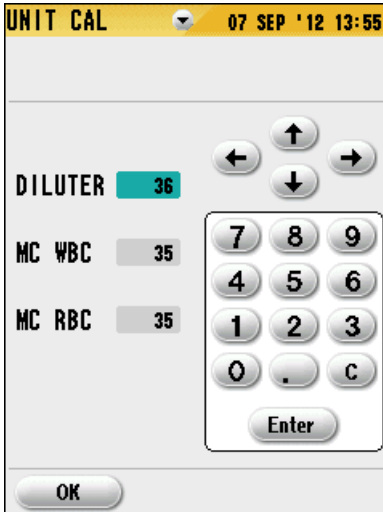 UNIT CAL 07 SEP '12 13:55
DILUTER 36
MC WBC 35
MC RBC 35
7 8 9
4 5 6
1 2 3
0 . C
Enter
OK